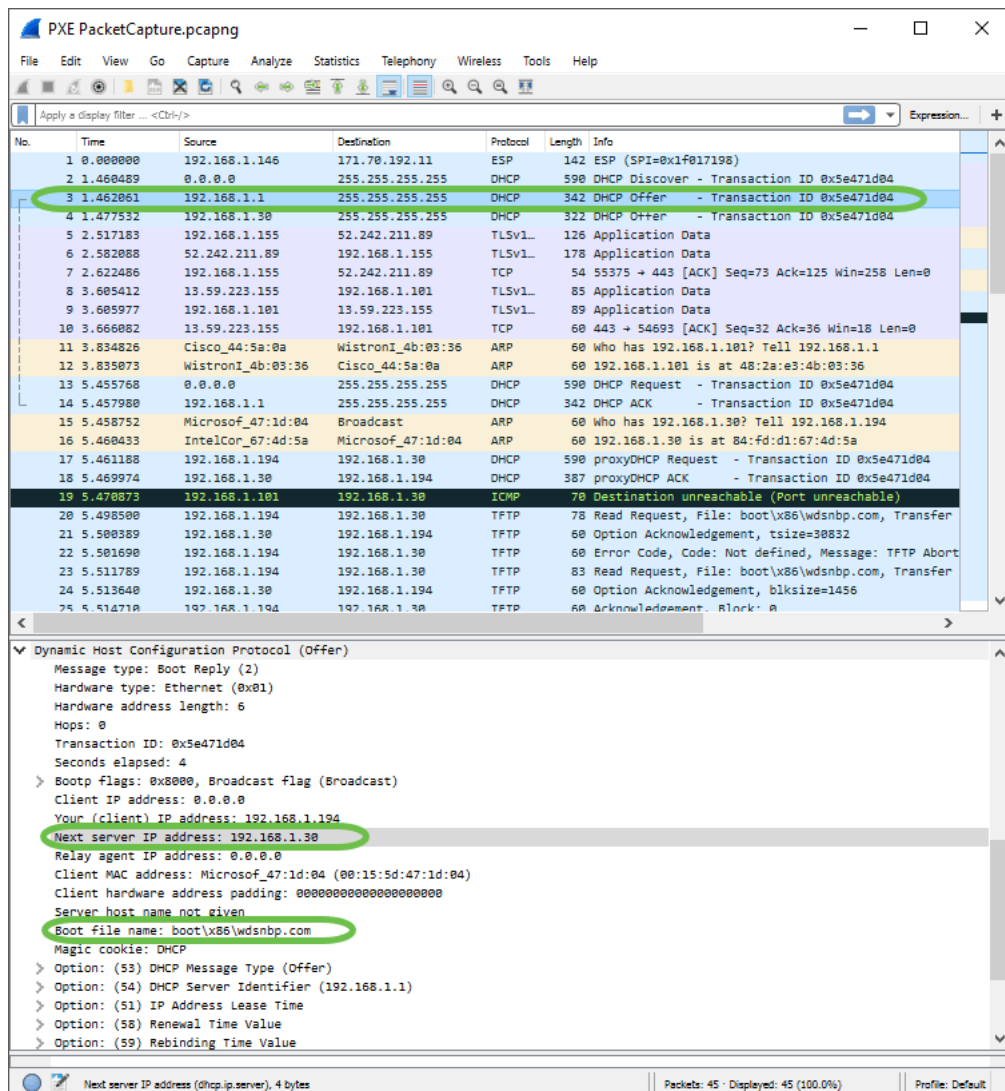 PXE PacketCapture.pcapng
File Edit View Go Capture Analyze Statistics Telephony Wireless Tools Help
Apply a display filter ... <Ctrl-/> Expression... +
No. Time Source Destination Protocol Length Info
1 0.000000 192.168.1.146 171.70.192.11 ESP 142 ESP (SPI=0x1f017198)
2 1.460489 0.0.0.0 255.255.255.255 DHCP 590 DHCP Discover - Transaction ID 0x5e471d04
3 1.462061 192.168.1.1 255.255.255.255 DHCP 342 DHCP Offer - Transaction ID 0x5e471d04
4 1.477532 192.168.1.30 255.255.255.255 DHCP 322 DHCP Offer - Transaction ID 0x5e471d04
5 2.517183 192.168.1.155 52.242.211.89 TLSv1… 126 Application Data
6 2.582088 52.242.211.89 192.168.1.155 TLSv1… 178 Application Data
7 2.622486 192.168.1.155 52.242.211.89 TCP 54 55375 → 443 [ACK] Seq=73 Ack=125 Win=258 Len=0
8 3.605412 13.59.223.155 192.168.1.101 TLSv1… 85 Application Data
9 3.605977 192.168.1.101 13.59.223.155 TLSv1… 89 Application Data
10 3.666082 13.59.223.155 192.168.1.101 TCP 60 443 → 54693 [ACK] Seq=32 Ack=36 Win=18 Len=0
11 3.834826 Cisco_44:5a:0a WistronI_4b:03:36 ARP 60 Who has 192.168.1.101? Tell 192.168.1.1
12 3.835073 WistronI_4b:03:36 Cisco_44:5a:0a ARP 60 192.168.1.101 is at 48:2a:e3:4b:03:36
13 5.455768 0.0.0.0 255.255.255.255 DHCP 590 DHCP Request - Transaction ID 0x5e471d04
14 5.457980 192.168.1.1 255.255.255.255 DHCP 342 DHCP ACK - Transaction ID 0x5e471d04
15 5.458752 Microsof_47:1d:04 Broadcast ARP 60 Who has 192.168.1.30? Tell 192.168.1.194
16 5.460433 IntelCor_67:4d:5a Microsof_47:1d:04 ARP 60 192.168.1.30 is at 84:fd:d1:67:4d:5a
17 5.461188 192.168.1.194 192.168.1.30 DHCP 590 proxyDHCP Request - Transaction ID 0x5e471d04
18 5.469974 192.168.1.30 192.168.1.194 DHCP 387 proxyDHCP ACK - Transaction ID 0x5e471d04
19 5.470873 192.168.1.101 192.168.1.30 ICMP 70 Destination unreachable (Port unreachable)
20 5.498500 192.168.1.194 192.168.1.30 TFTP 78 Read Request, File: boot\x86\wdsnbp.com, Transfer
21 5.500389 192.168.1.30 192.168.1.194 TFTP 60 Option Acknowledgement, tsize=30832
22 5.501690 192.168.1.194 192.168.1.30 TFTP 60 Error Code, Code: Not defined, Message: TFTP Abort
23 5.511789 192.168.1.194 192.168.1.30 TFTP 83 Read Request, File: boot\x86\wdsnbp.com, Transfer
24 5.513640 192.168.1.30 192.168.1.194 TFTP 60 Option Acknowledgement, blksize=1456
25 5.514710 192.168.1.194 192.168.1.30 TFTP 60 Acknowledgement, Block: 0
Dynamic Host Configuration Protocol (Offer)
Message type: Boot Reply (2)
Hardware type: Ethernet (0x01)
Hardware address length: 6
Hops: 0
Transaction ID: 0x5e471d04
Seconds elapsed: 4
Bootp flags: 0x8000, Broadcast flag (Broadcast)
Client IP address: 0.0.0.0
Your (client) IP address: 192.168.1.194
Next server IP address: 192.168.1.30
Relay agent IP address: 0.0.0.0
Client MAC address: Microsof_47:1d:04 (00:15:5d:47:1d:04)
Client hardware address padding: 00000000000000000000
Server host name not given
Boot file name: boot\x86\wdsnbp.com
Magic cookie: DHCP
Option: (53) DHCP Message Type (Offer)
Option: (54) DHCP Server Identifier (192.168.1.1)
Option: (51) IP Address Lease Time
Option: (58) Renewal Time Value
Option: (59) Rebinding Time Value
Next server IP address (dhcp.ip.server), 4 bytes Packets: 45 · Displayed: 45 (100.0%) Profile: Default